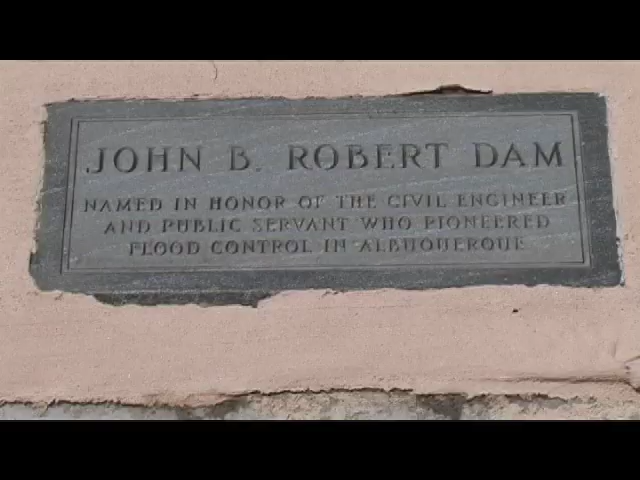 JOHN B. ROBERT DAM
NAMED IN HONOR OF THE CIVIL ENGINEER
AND PUBLIC SERVANT WHO PIONEERED
FLOOD CONTROL IN ALBUQUERQUE